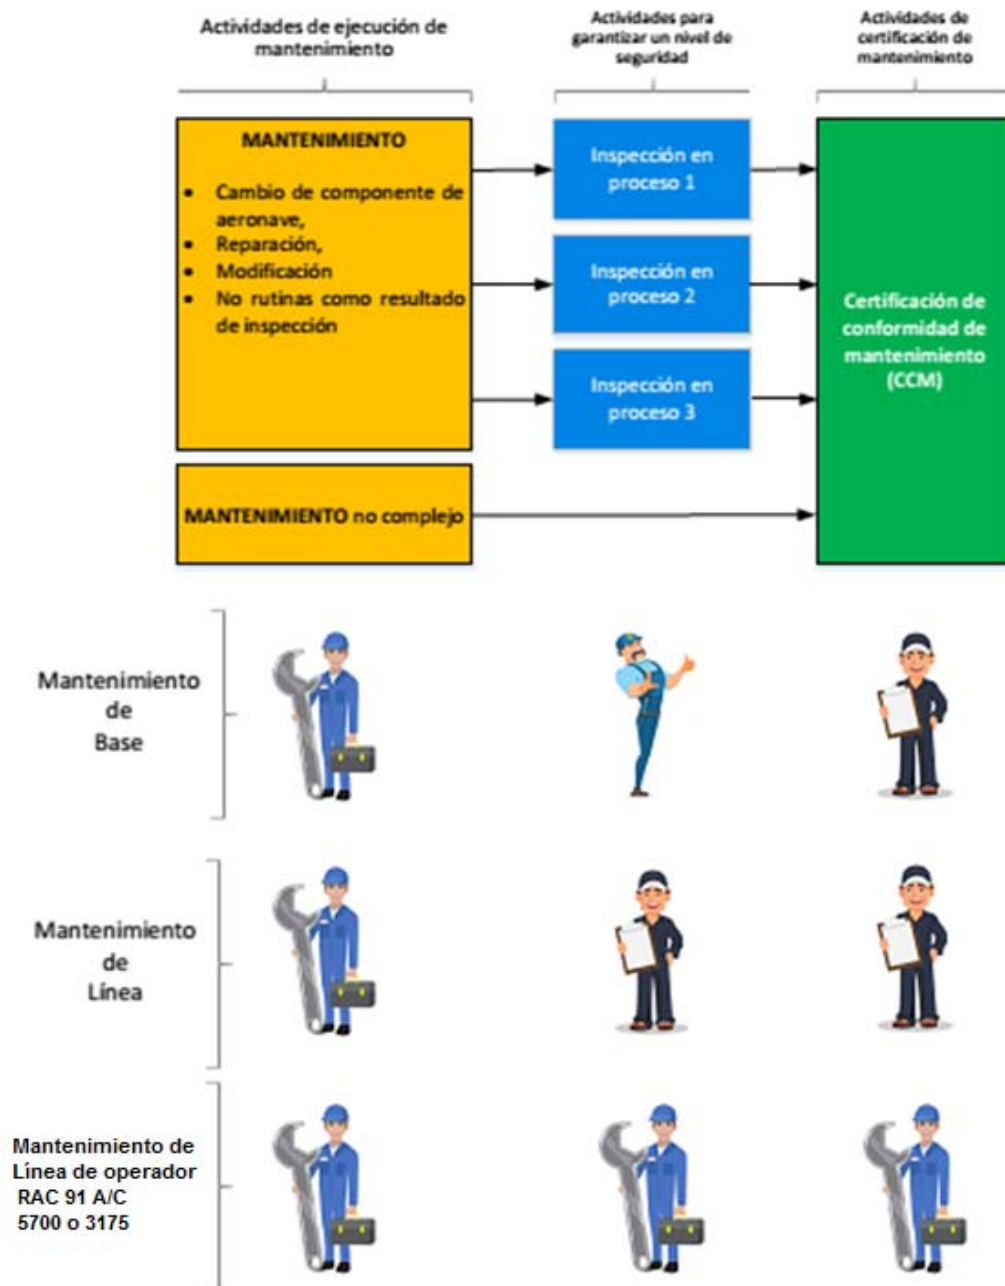 Actividades de ejecución de
mantenimiento
Actividades para
garantizar un nivel de
seguridad
Actividades de
certificación de
mantenimiento
MANTENIMIENTO
• Cambio de componente de
aeronave,
• Reparación,
• Modificación
• No rutinas como resultado
de inspección
Inspección en
proceso 1
Inspección en
proceso 2
Inspección en
proceso 3
Certificación de
conformidad de
mantenimiento
(CCM)
MANTENIMIENTO no complejo
Mantenimiento
de
Base
Mantenimiento
de
Línea
Mantenimiento de
Línea de operador
RAC 91 A/C
5700 o 3175